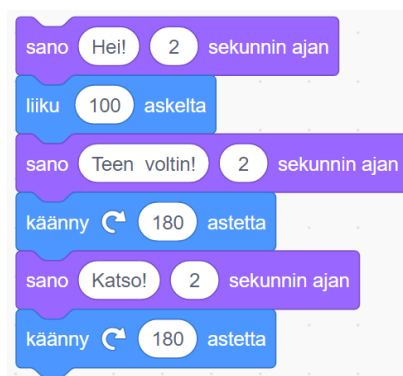 sano Hei! 2 sekunnin ajan
liiku 100 askelta
sano Teen voltin! 2 sekunnin ajan
käänny 180 astetta
sano Katso! 2 sekunnin ajan
käänny 180 astetta